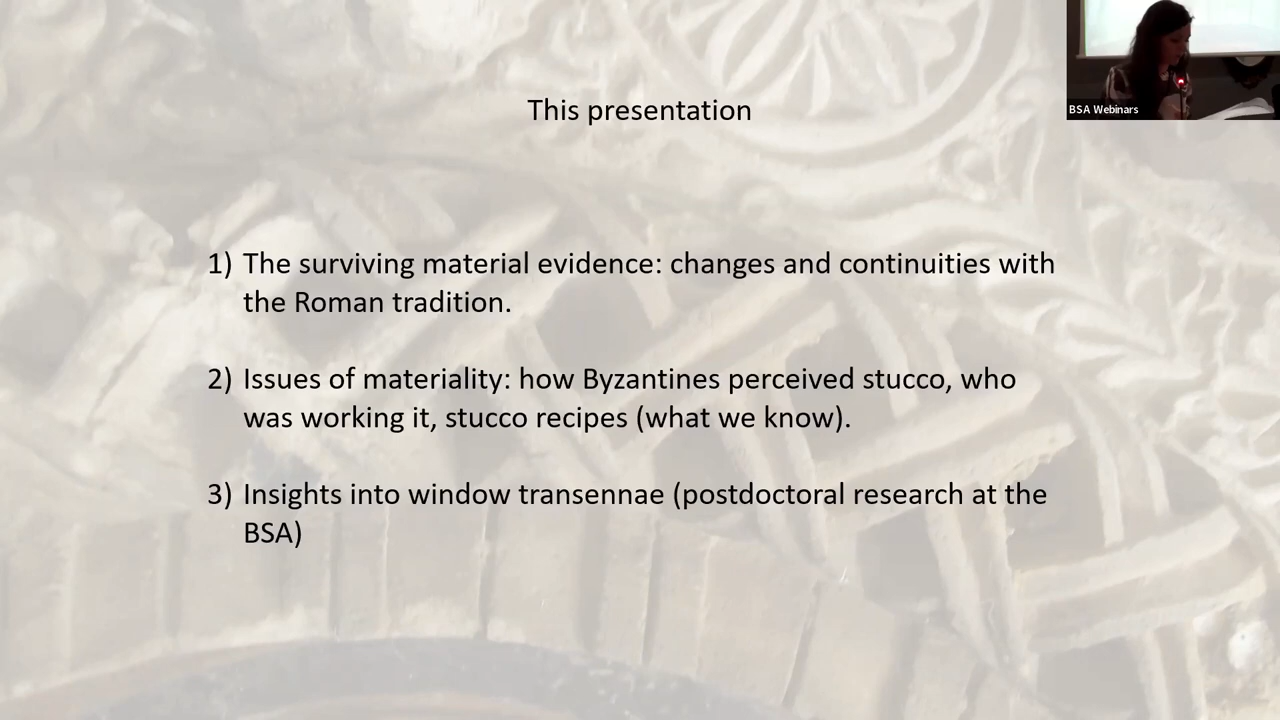 BSA Webinars
This presentation
1) The surviving material evidence: changes and continuities with
the Roman tradition.
2) Issues of materiality: how Byzantines perceived stucco, who
was working it, stucco recipes (what we know).
3) Insights into window transennae (postdoctoral research at the
BSA)